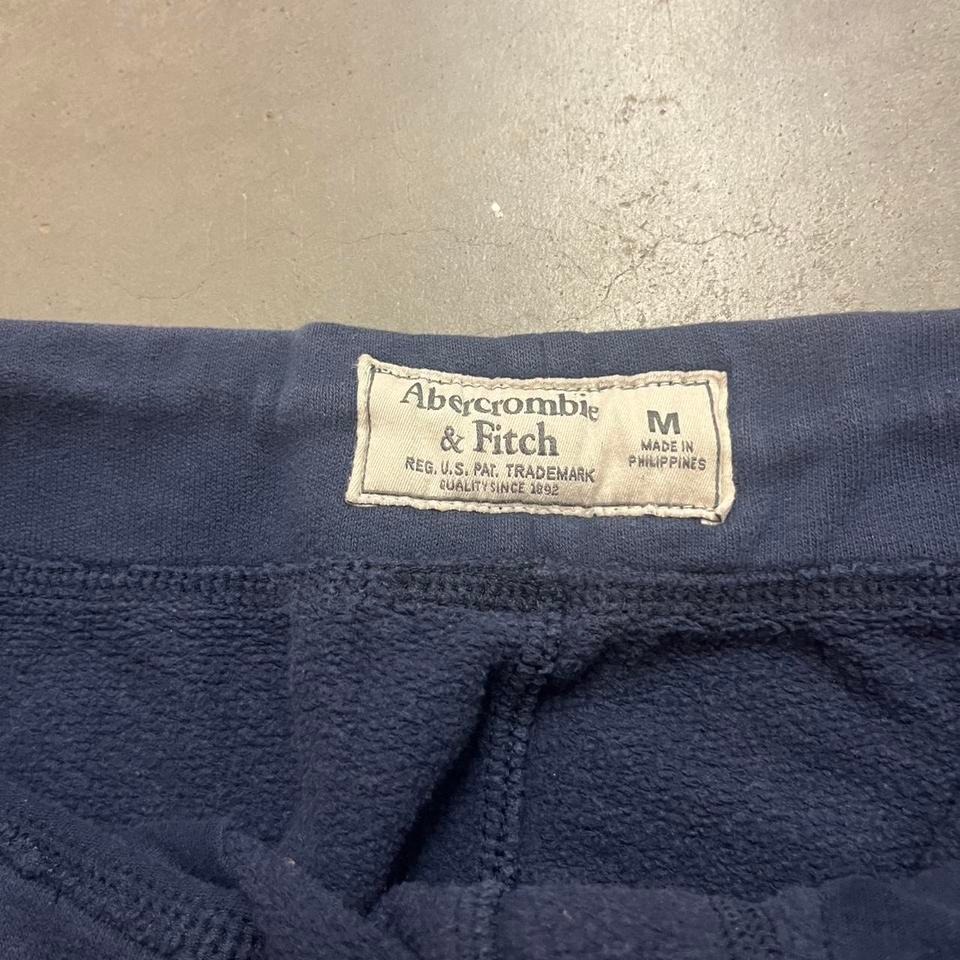 Abercrombie
& Fitch
REG. U.S. PAT. TRADEMARK
QUALITY SINCE 1892
M
MADE IN
PHILIPPINES